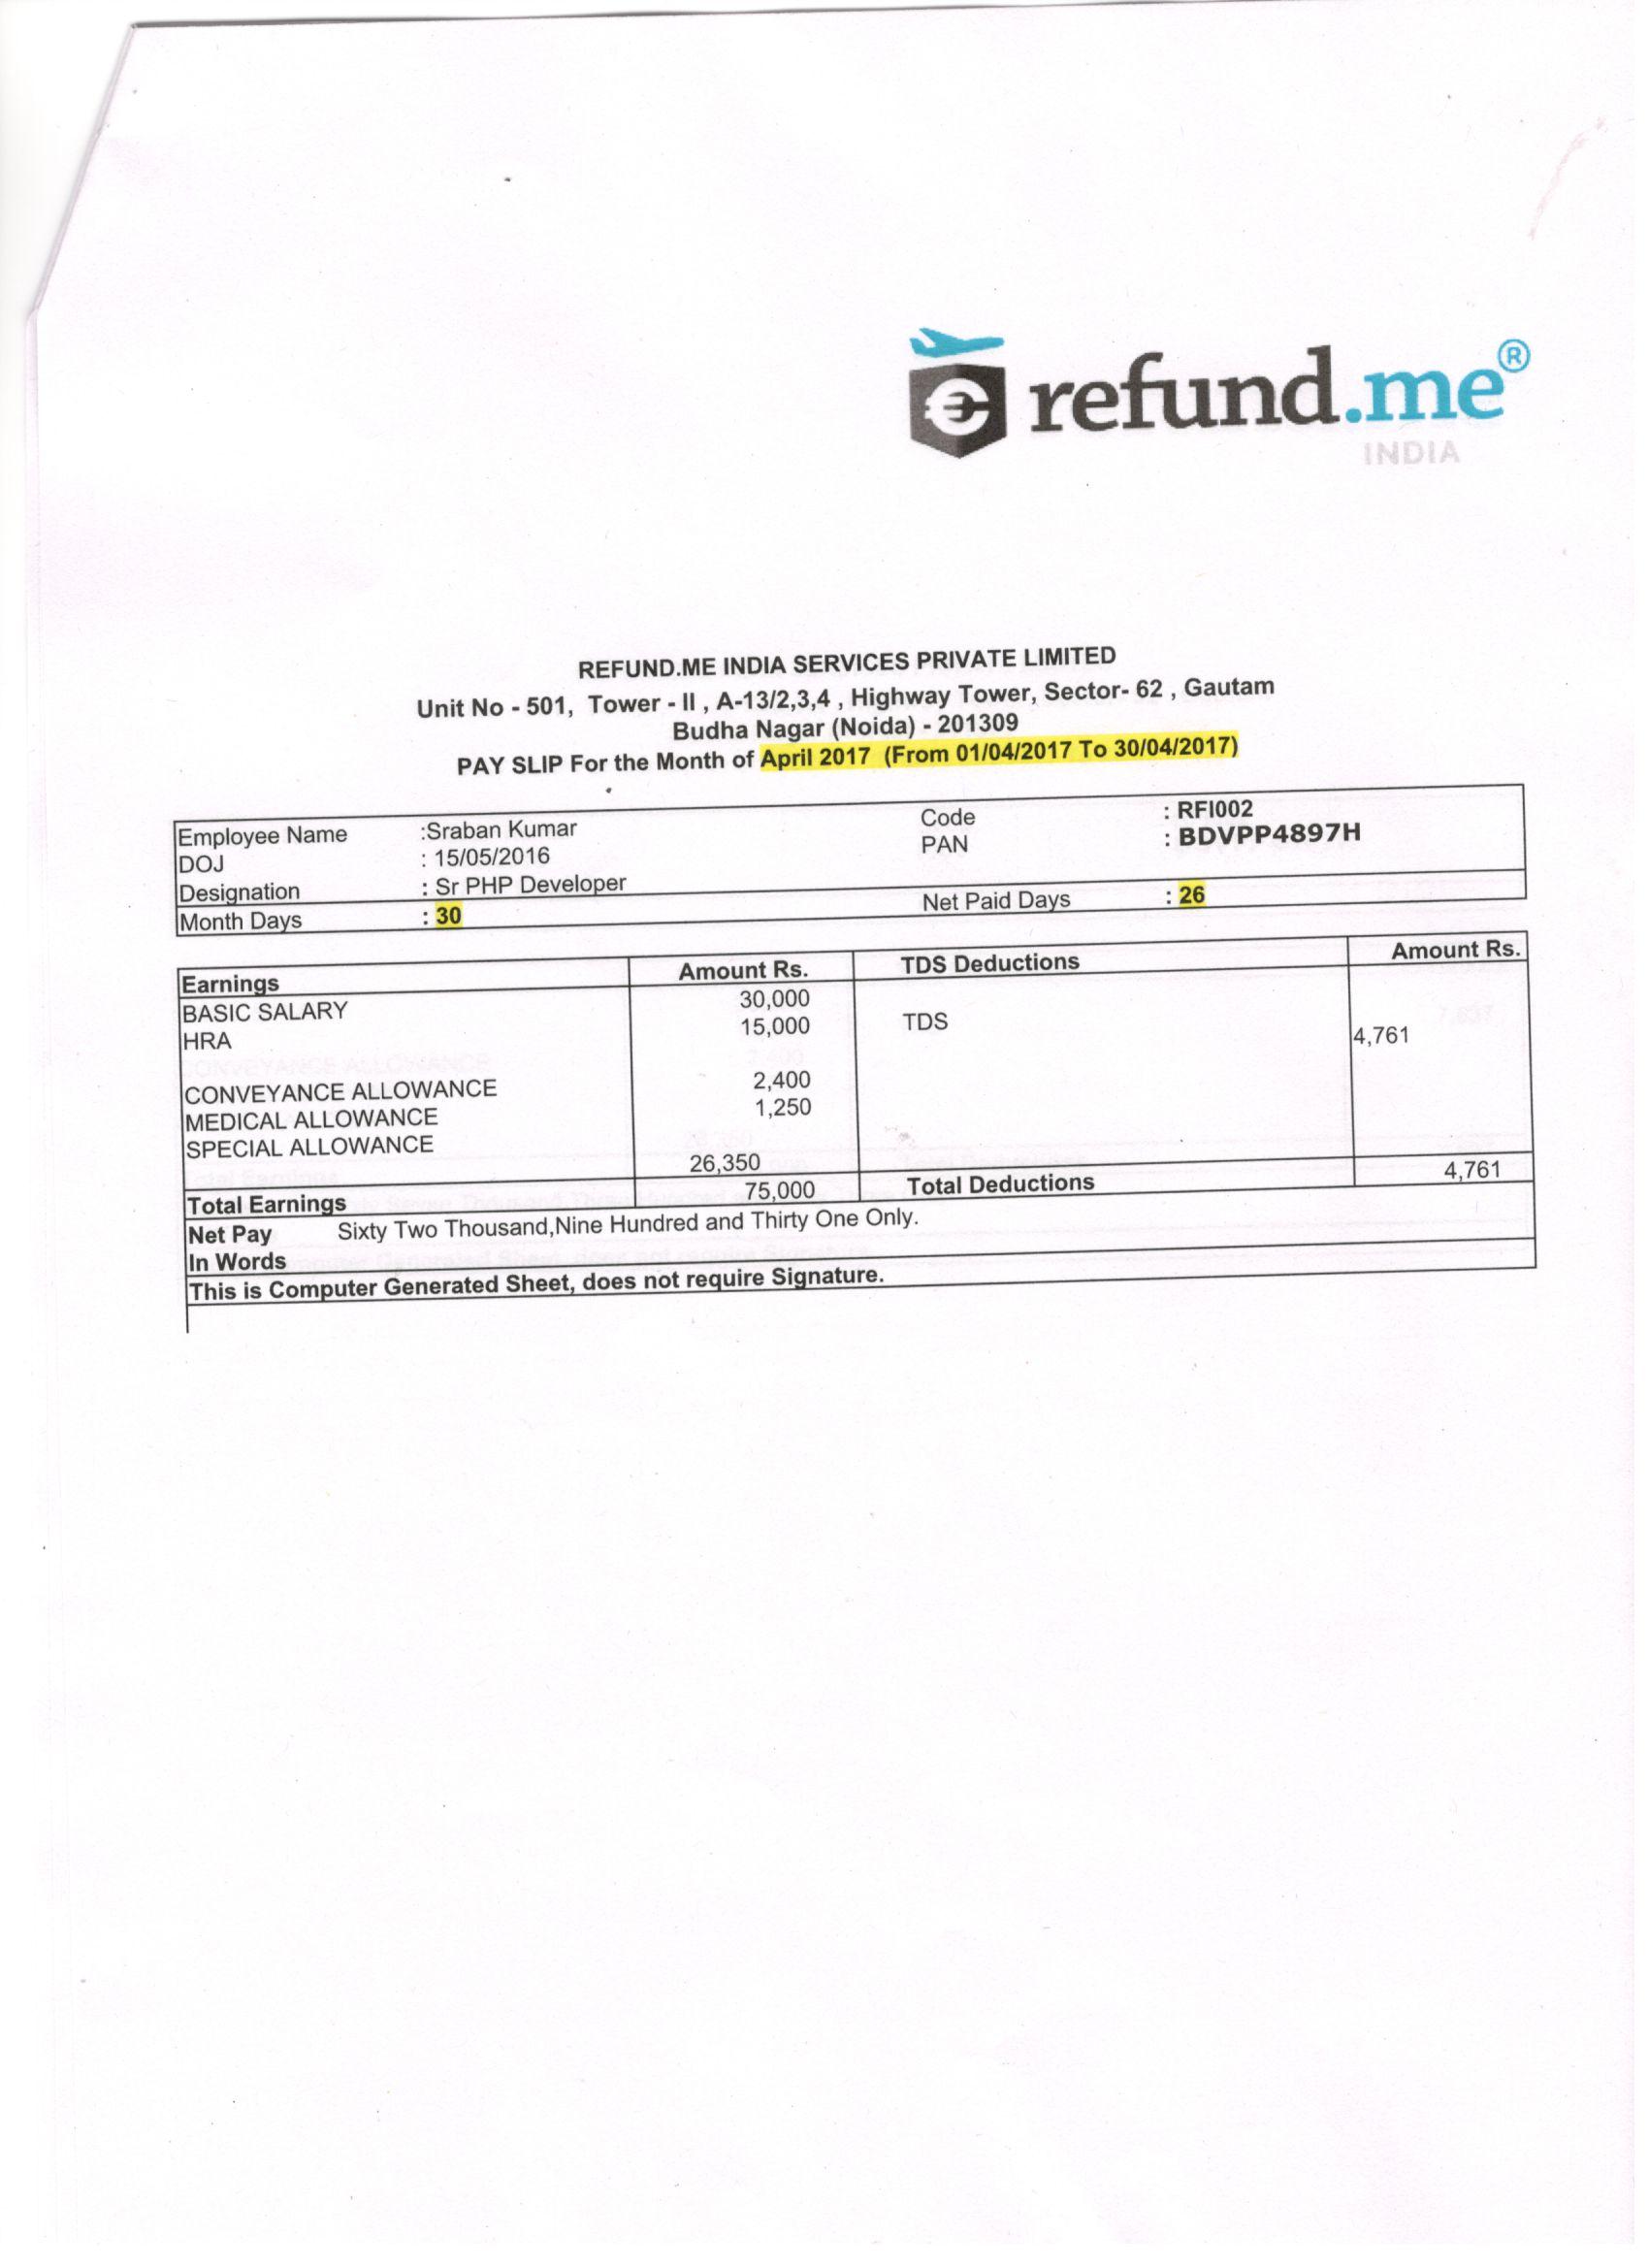 refund.me®
INDIA
REFUND.ME INDIA SERVICES PRIVATE LIMITED
Unit No - 501, Tower - II , A-13/2,3,4 , Highway Tower, Sector- 62 , Gautam
Budha Nagar (Noida) - 201309
PAY SLIP For the Month of April 2017 (From 01/04/2017 To 30/04/2017)
Employee Name :Sraban Kumar Code : RFI002
DOJ : 15/05/2016 PAN : BDVPP4897H
Designation : Sr PHP Developer
Month Days : 30 Net Paid Days : 26
Earnings Amount Rs. TDS Deductions Amount Rs.
BASIC SALARY 30,000
HRA 15,000 TDS 4,761
CONVEYANCE ALLOWANCE 2,400
MEDICAL ALLOWANCE 1,250
SPECIAL ALLOWANCE
26,350
Total Earnings 75,000 Total Deductions 4,761
Net Pay Sixty Two Thousand,Nine Hundred and Thirty One Only.
In Words
This is Computer Generated Sheet, does not require Signature.